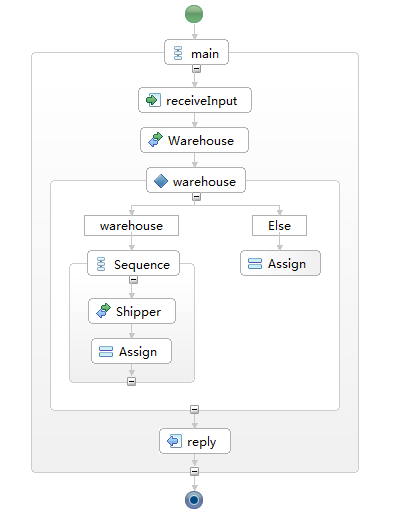 main
receiveInput
Warehouse
warehouse
warehouse
Else
Sequence
Assign
Shipper
Assign
reply